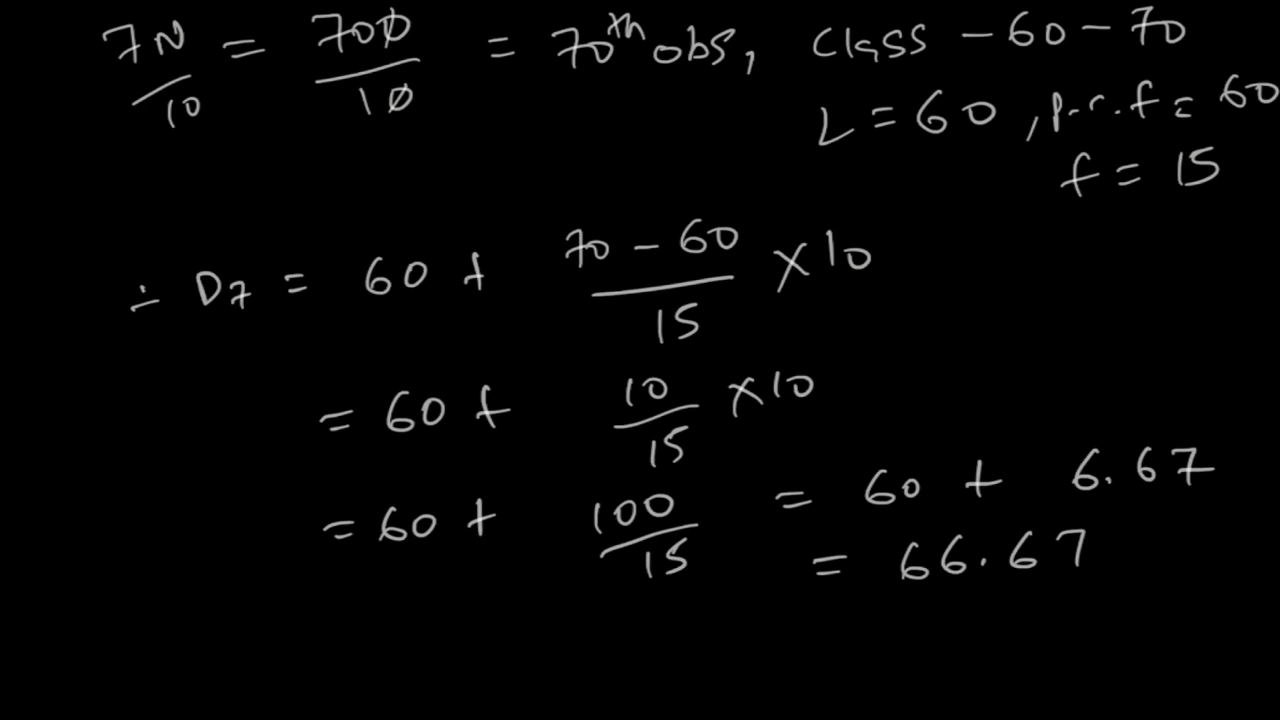 7N/10 = 700/10 = 70th obs, Class - 60 - 70
L = 60, p.c.f = 60
f = 15
∴ D7 = 60 + 70 - 60/15 × 10
= 60 + 10/15 × 10
= 60 + 100/15 = 60 + 6.67
= 66.67